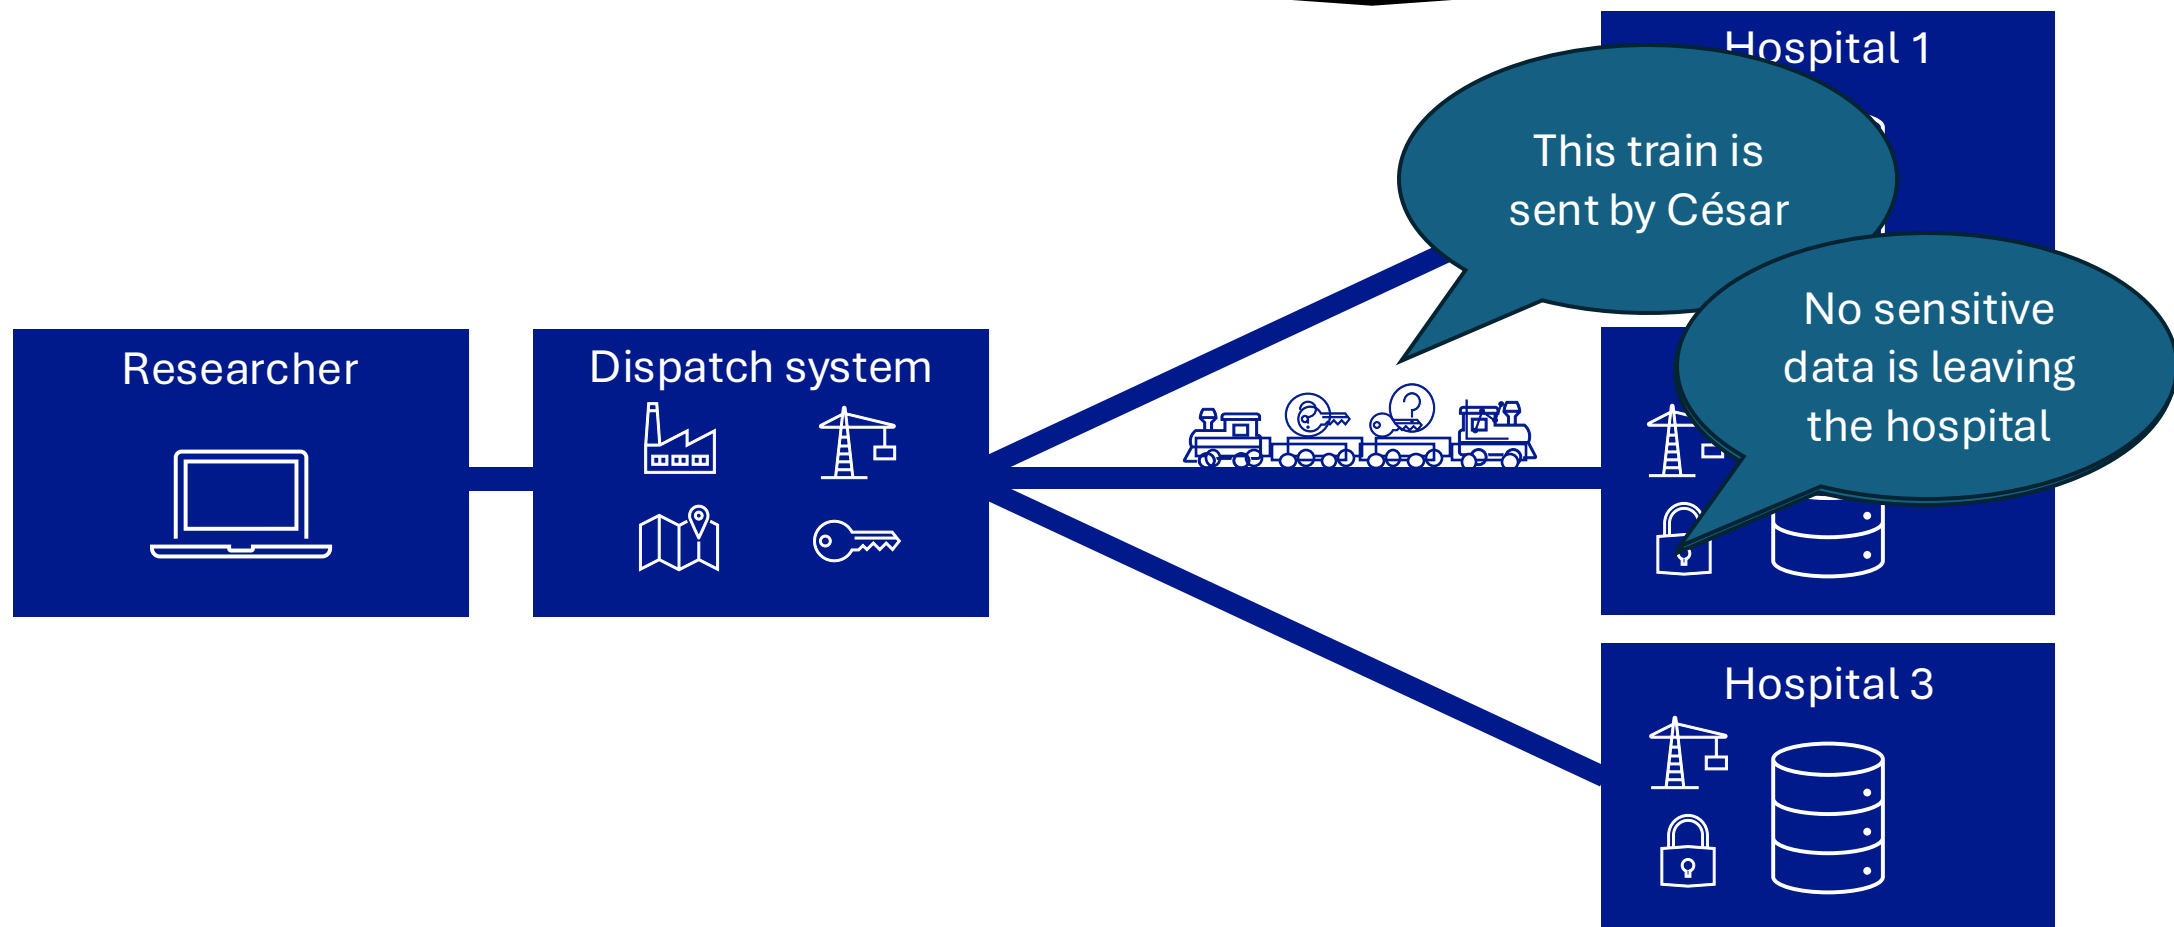 Hospital 1
This train is
sent by César
No sensitive
data is leaving
the hospital
Researcher
Dispatch system
?
Hospital 3